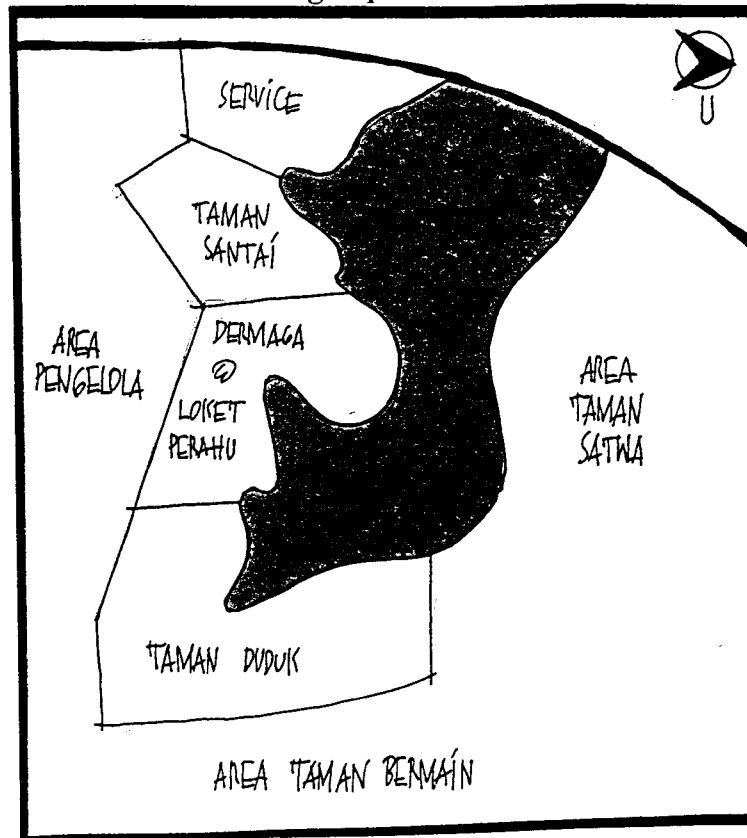 SERVICE
U
TAMAN
SANTAI
DERMAGA
LOKET
PERAHU
AREA
PENGELOLA
AREA
TAMAN
SATWA
TAMAN DUDUK
AREA TAMAN BERMAIN